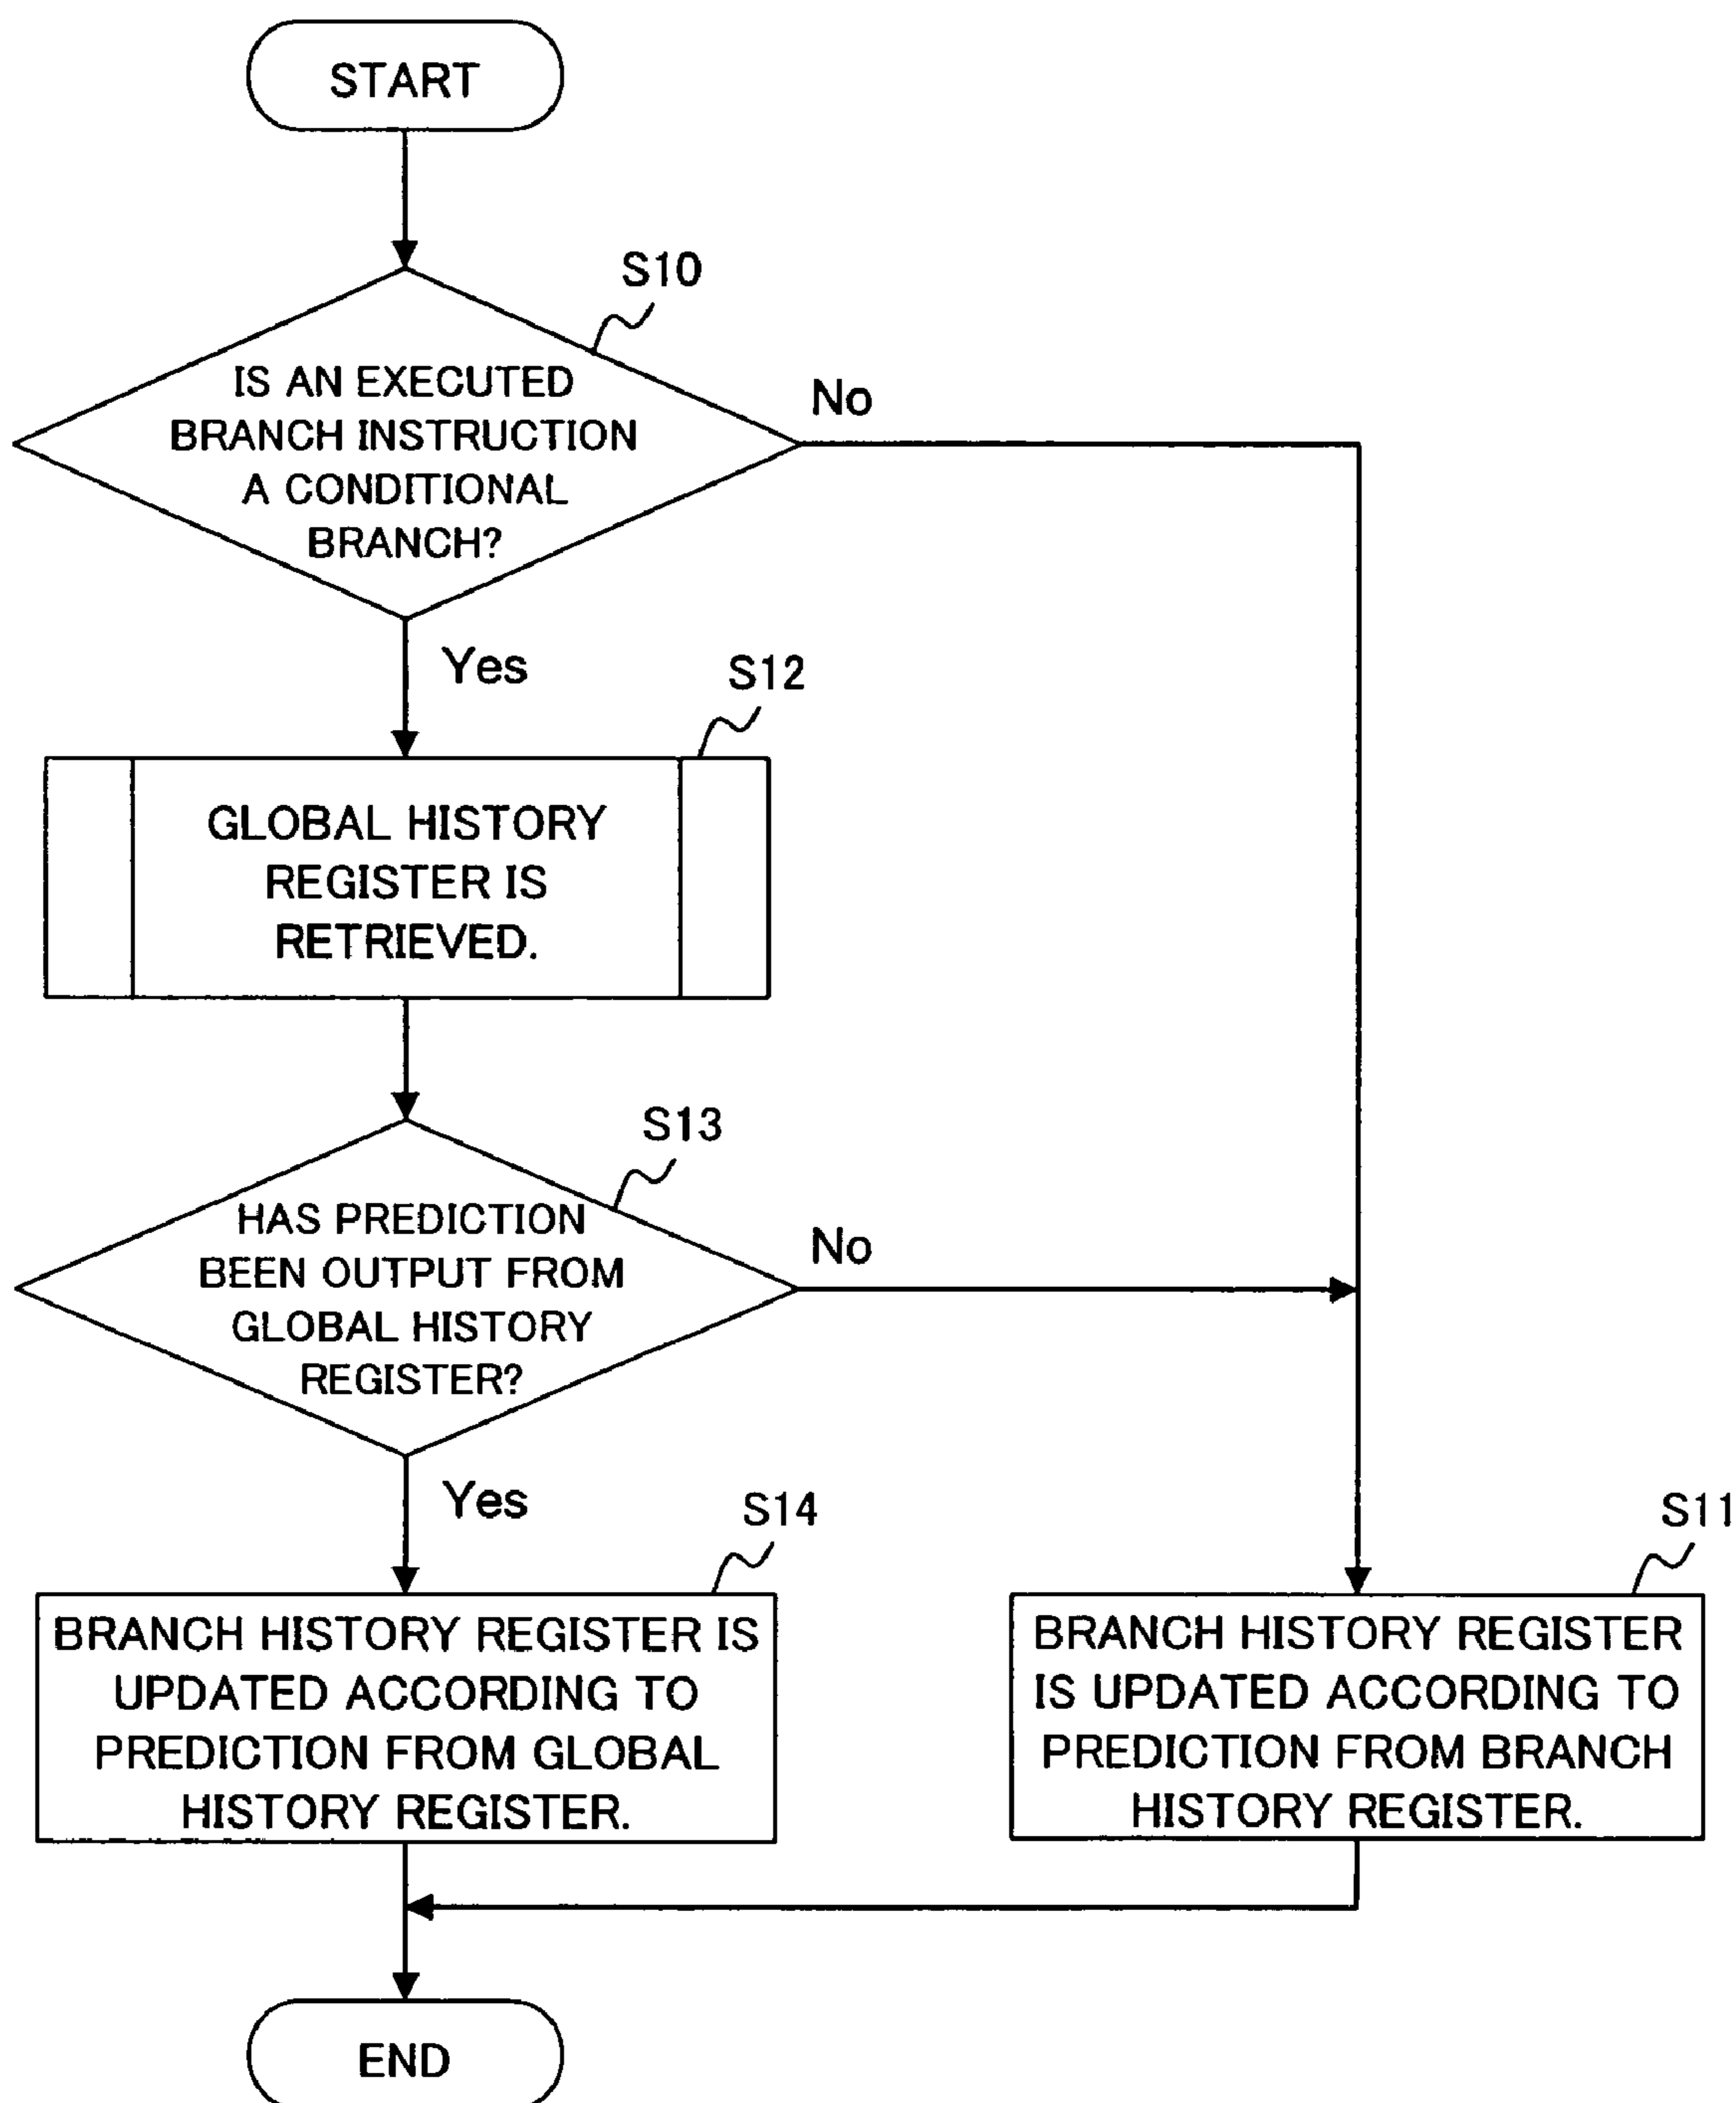 START
S10
IS AN EXECUTED
BRANCH INSTRUCTION
A CONDITIONAL
BRANCH?
No
Yes
S12
GLOBAL HISTORY
REGISTER IS
RETRIEVED.
S13
HAS PREDICTION
BEEN OUTPUT FROM
GLOBAL HISTORY
REGISTER?
No
Yes
S14
BRANCH HISTORY REGISTER IS
UPDATED ACCORDING TO
PREDICTION FROM GLOBAL
HISTORY REGISTER.
S11
BRANCH HISTORY REGISTER
IS UPDATED ACCORDING TO
PREDICTION FROM BRANCH
HISTORY REGISTER.
END